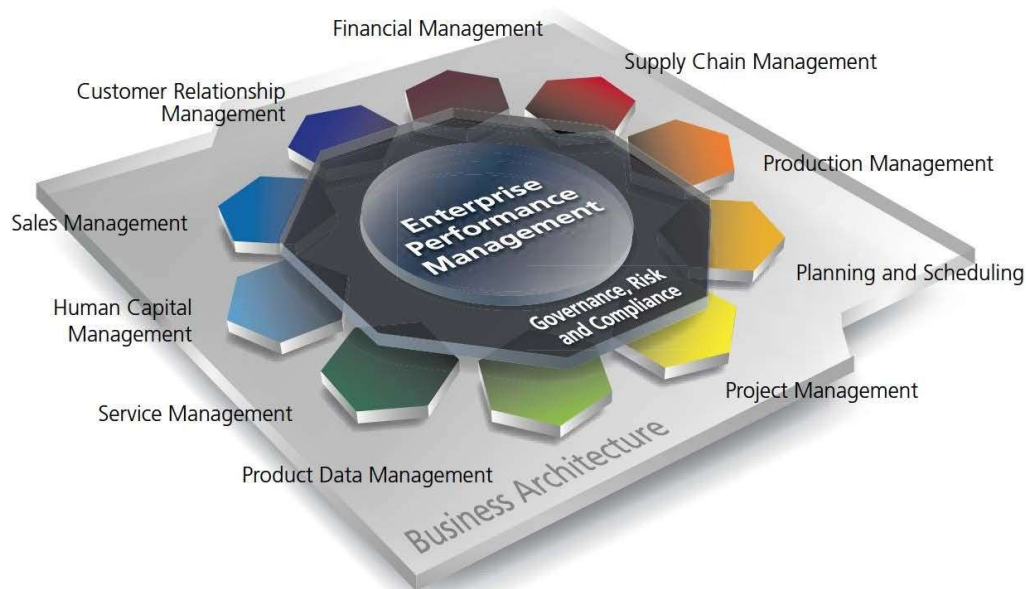 Financial Management
Supply Chain Management
Customer Relationship
Management
Production Management
Sales Management
Enterprise
Performance
Management
Planning and Scheduling
Governance, Risk
and Compliance
Human Capital
Management
Project Management
Service Management
Product Data Management
Business Architecture